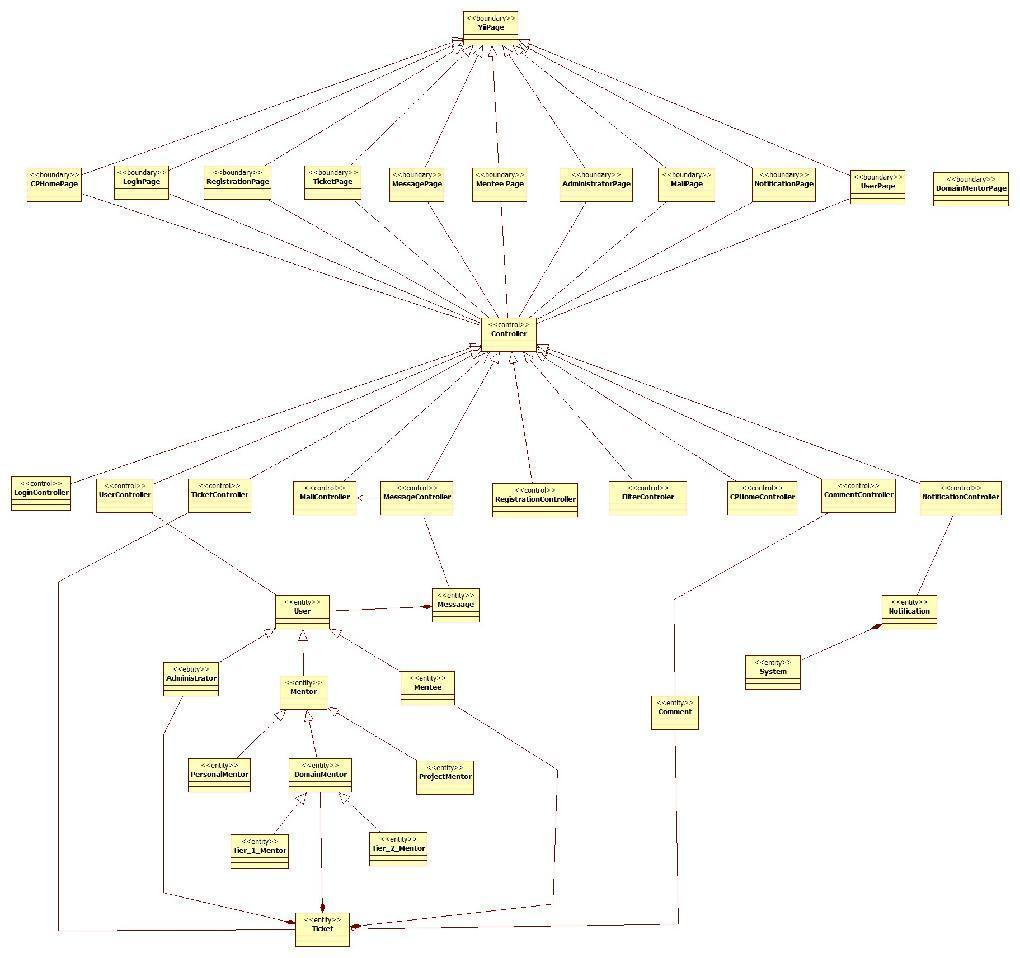 <<boundary>>
YiiPage
<<boundary>>
CPHomePage
<<boundary>>
LoginPage
<<boundary>>
RegistrationPage
<<boundary>>
TicketPage
<<boundary>>
MessagePage
<<boundary>>
Mentee Page
<<boundary>>
AdministratorPage
<<boundary>>
MailPage
<<boundary>>
NotificationPage
<<boundary>>
UserPage
<<boundary>>
DomainMentorPage
<<control>>
Controller
<<control>>
LoginController
<<control>>
UserController
<<control>>
TicketController
<<control>>
MailController
<<control>>
MessageController
<<control>>
RegistrationController
<<control>>
FilterController
<<control>>
CPHomeController
<<control>>
CommentController
<<control>>
NotificationController
<<entity>>
User
<<entity>>
Message
<<entity>>
Notification
<<entity>>
System
<<entity>>
Administrator
<<entity>>
Mentor
<<entity>>
Mentee
<<entity>>
Comment
<<entity>>
PersonalMentor
<<entity>>
DomainMentor
<<entity>>
ProjectMentor
<<entity>>
Tier_1_Mentor
<<entity>>
Tier_2_Mentor
<<entity>>
Ticket